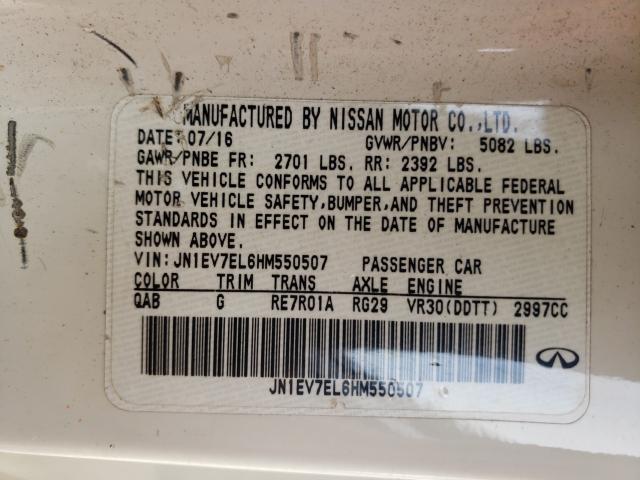 MANUFACTURED BY NISSAN MOTOR CO.,LTD.
DATE: 07/16 GVWR/PNBV: 5082 LBS.
GAWR/PNBE FR: 2701 LBS. RR: 2392 LBS.
THIS VEHICLE CONFORMS TO ALL APPLICABLE FEDERAL
MOTOR VEHICLE SAFETY,BUMPER,AND THEFT PREVENTION
STANDARDS IN EFFECT ON THE DATE OF MANUFACTURE
SHOWN ABOVE.
VIN: JN1EV7EL6HM550507 PASSENGER CAR
COLOR TRIM TRANS AXLE ENGINE
QAB G RE7R01A RG29 VR30(DDTT) 2997CC
JN1EV7EL6HM550507